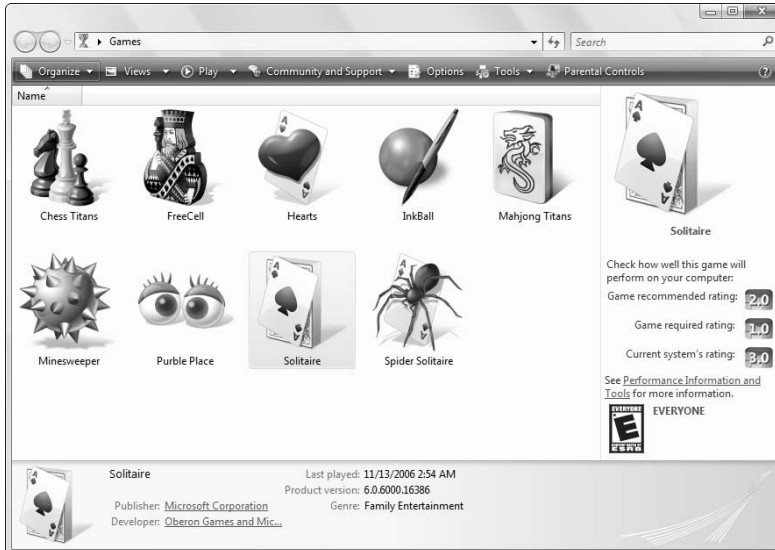 Games
Search
Organize Views Play Community and Support Options Tools Parental Controls
Name
Chess Titans
FreeCell
Hearts
InkBall
Mahjong Titans
Minesweeper
Purble Place
Solitaire
Spider Solitaire
Solitaire
Check how well this game will
perform on your computer:
Game recommended rating: 2.0
Game required rating: 1.0
Current system's rating: 3.0
See Performance Information and
Tools for more information.
EVERYONE
E
ESRB
EVERYONE
Solitaire
Publisher: Microsoft Corporation
Developer: Oberon Games and Mic...
Last played: 11/13/2006 2:54 AM
Product version: 6.0.6000.16386
Genre: Family Entertainment